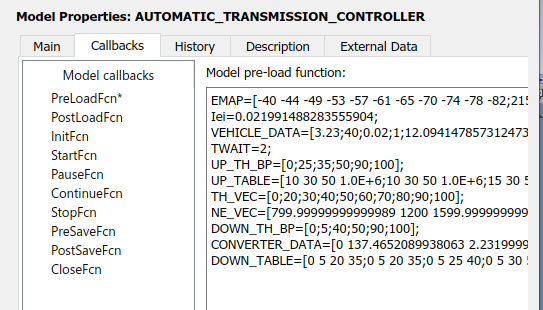 Model Properties: AUTOMATIC_TRANSMISSION_CONTROLLER
Main Callbacks History Description External Data
Model callbacks
PreLoadFcn*
PostLoadFcn
InitFcn
StartFcn
PauseFcn
ContinueFcn
StopFcn
PreSaveFcn
PostSaveFcn
CloseFcn
Model pre-load function:
EMAP=[-40 -44 -49 -53 -57 -61 -65 -70 -74 -78 -82;215
Iei=0.021991488283555904;
VEHICLE_DATA=[3.23;40;0.02;1;12.094147857312473
TWAIT=2;
UP_TH_BP=[0;25;35;50;90;100];
UP_TABLE=[10 30 50 1.0E+6;10 30 50 1.0E+6;15 30 5
TH_VEC=[0;20;30;40;50;60;70;80;90;100];
NE_VEC=[799.99999999999989 1200 1599.999999999
DOWN_TH_BP=[0;5;40;50;90;100];
CONVERTER_DATA=[0 137.4652089938063 2.2319999
DOWN_TABLE=[0 5 20 35;0 5 20 35;0 5 25 40;0 5 30 5